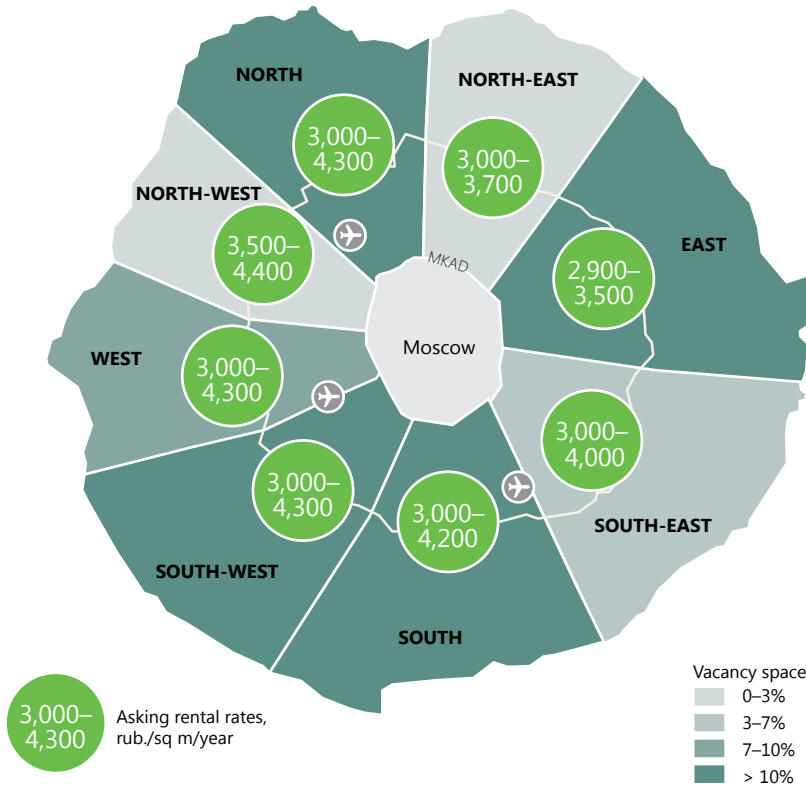 NORTH
3,000–
4,300
NORTH-EAST
3,000–
3,700
NORTH-WEST
3,500–
4,400
EAST
2,900–
3,500
MKAD
Moscow
WEST
3,000–
4,300
3,000–
4,000
SOUTH-EAST
3,000–
4,300
SOUTH-WEST
3,000–
4,200
SOUTH
3,000–
4,300
Asking rental rates,
rub./sq m/year
Vacancy space
0–3%
3–7%
7–10%
> 10%